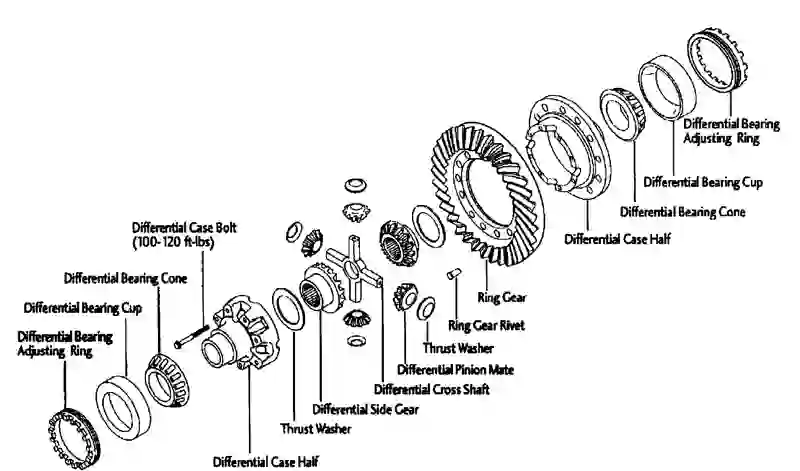 Differential Bearing
Adjusting Ring
Differential Bearing Cup
Differential Bearing Cone
Differential Case Half
Differential Case Bolt
(100-120 ft-lbs)
Differential Bearing Cone
Ring Gear
Differential Bearing Cup
Ring Gear Rivet
Differential Bearing
Adjusting Ring
Thrust Washer
Differential Pinion Mate
Differential Cross Shaft
Differential Side Gear
Thrust Washer
Differential Case Half